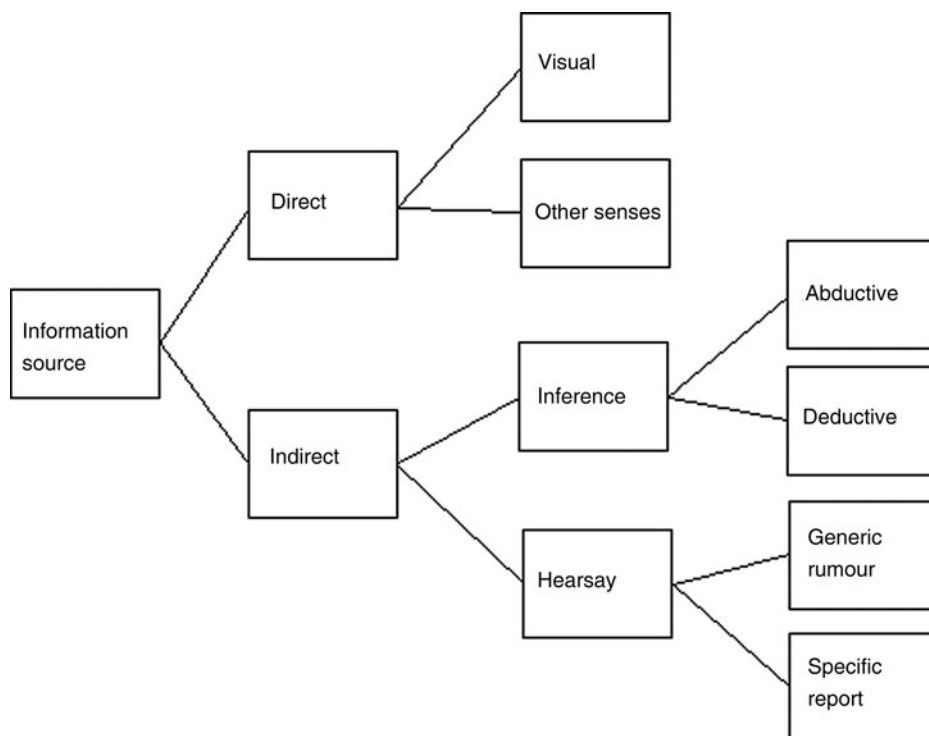 Visual
Direct
Other senses
Abductive
Information
source
Inference
Deductive
Indirect
Generic
rumour
Hearsay
Specific
report